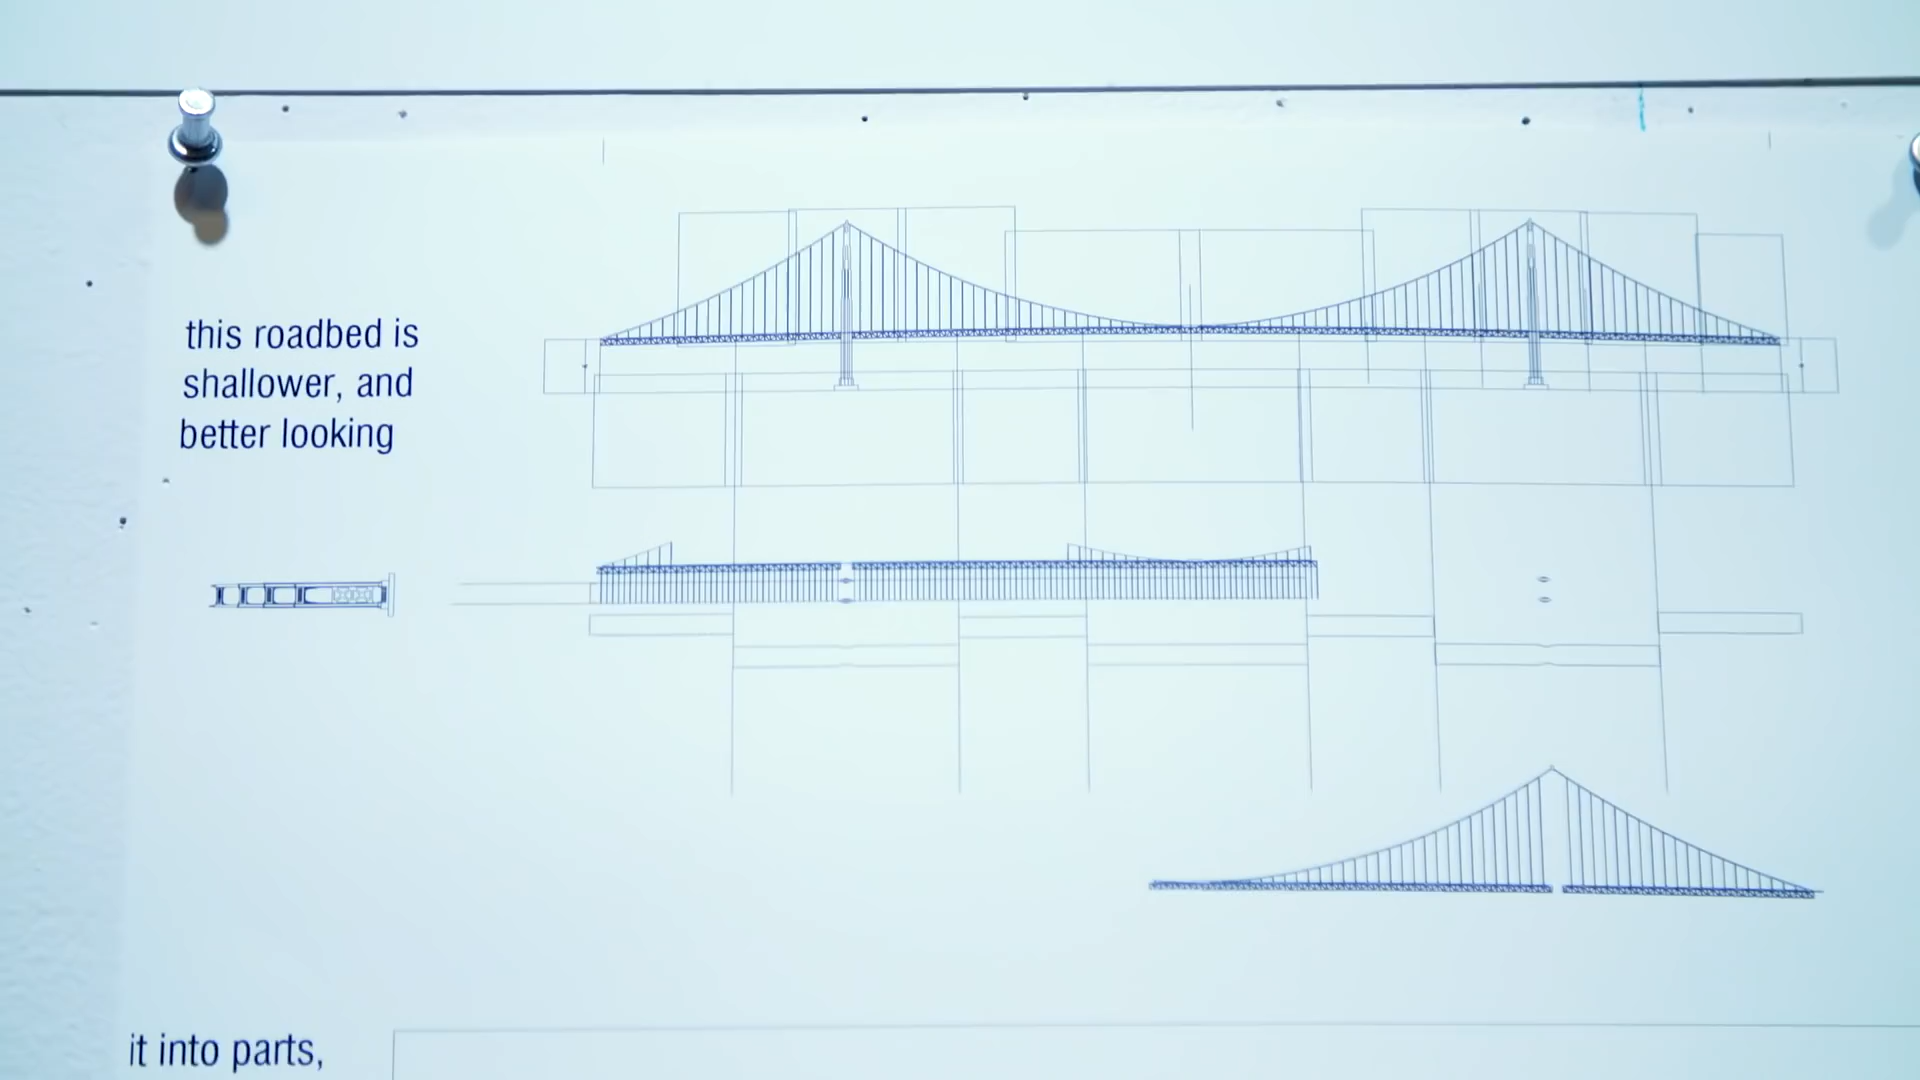 this roadbed is
shallower, and
better looking
it into parts,